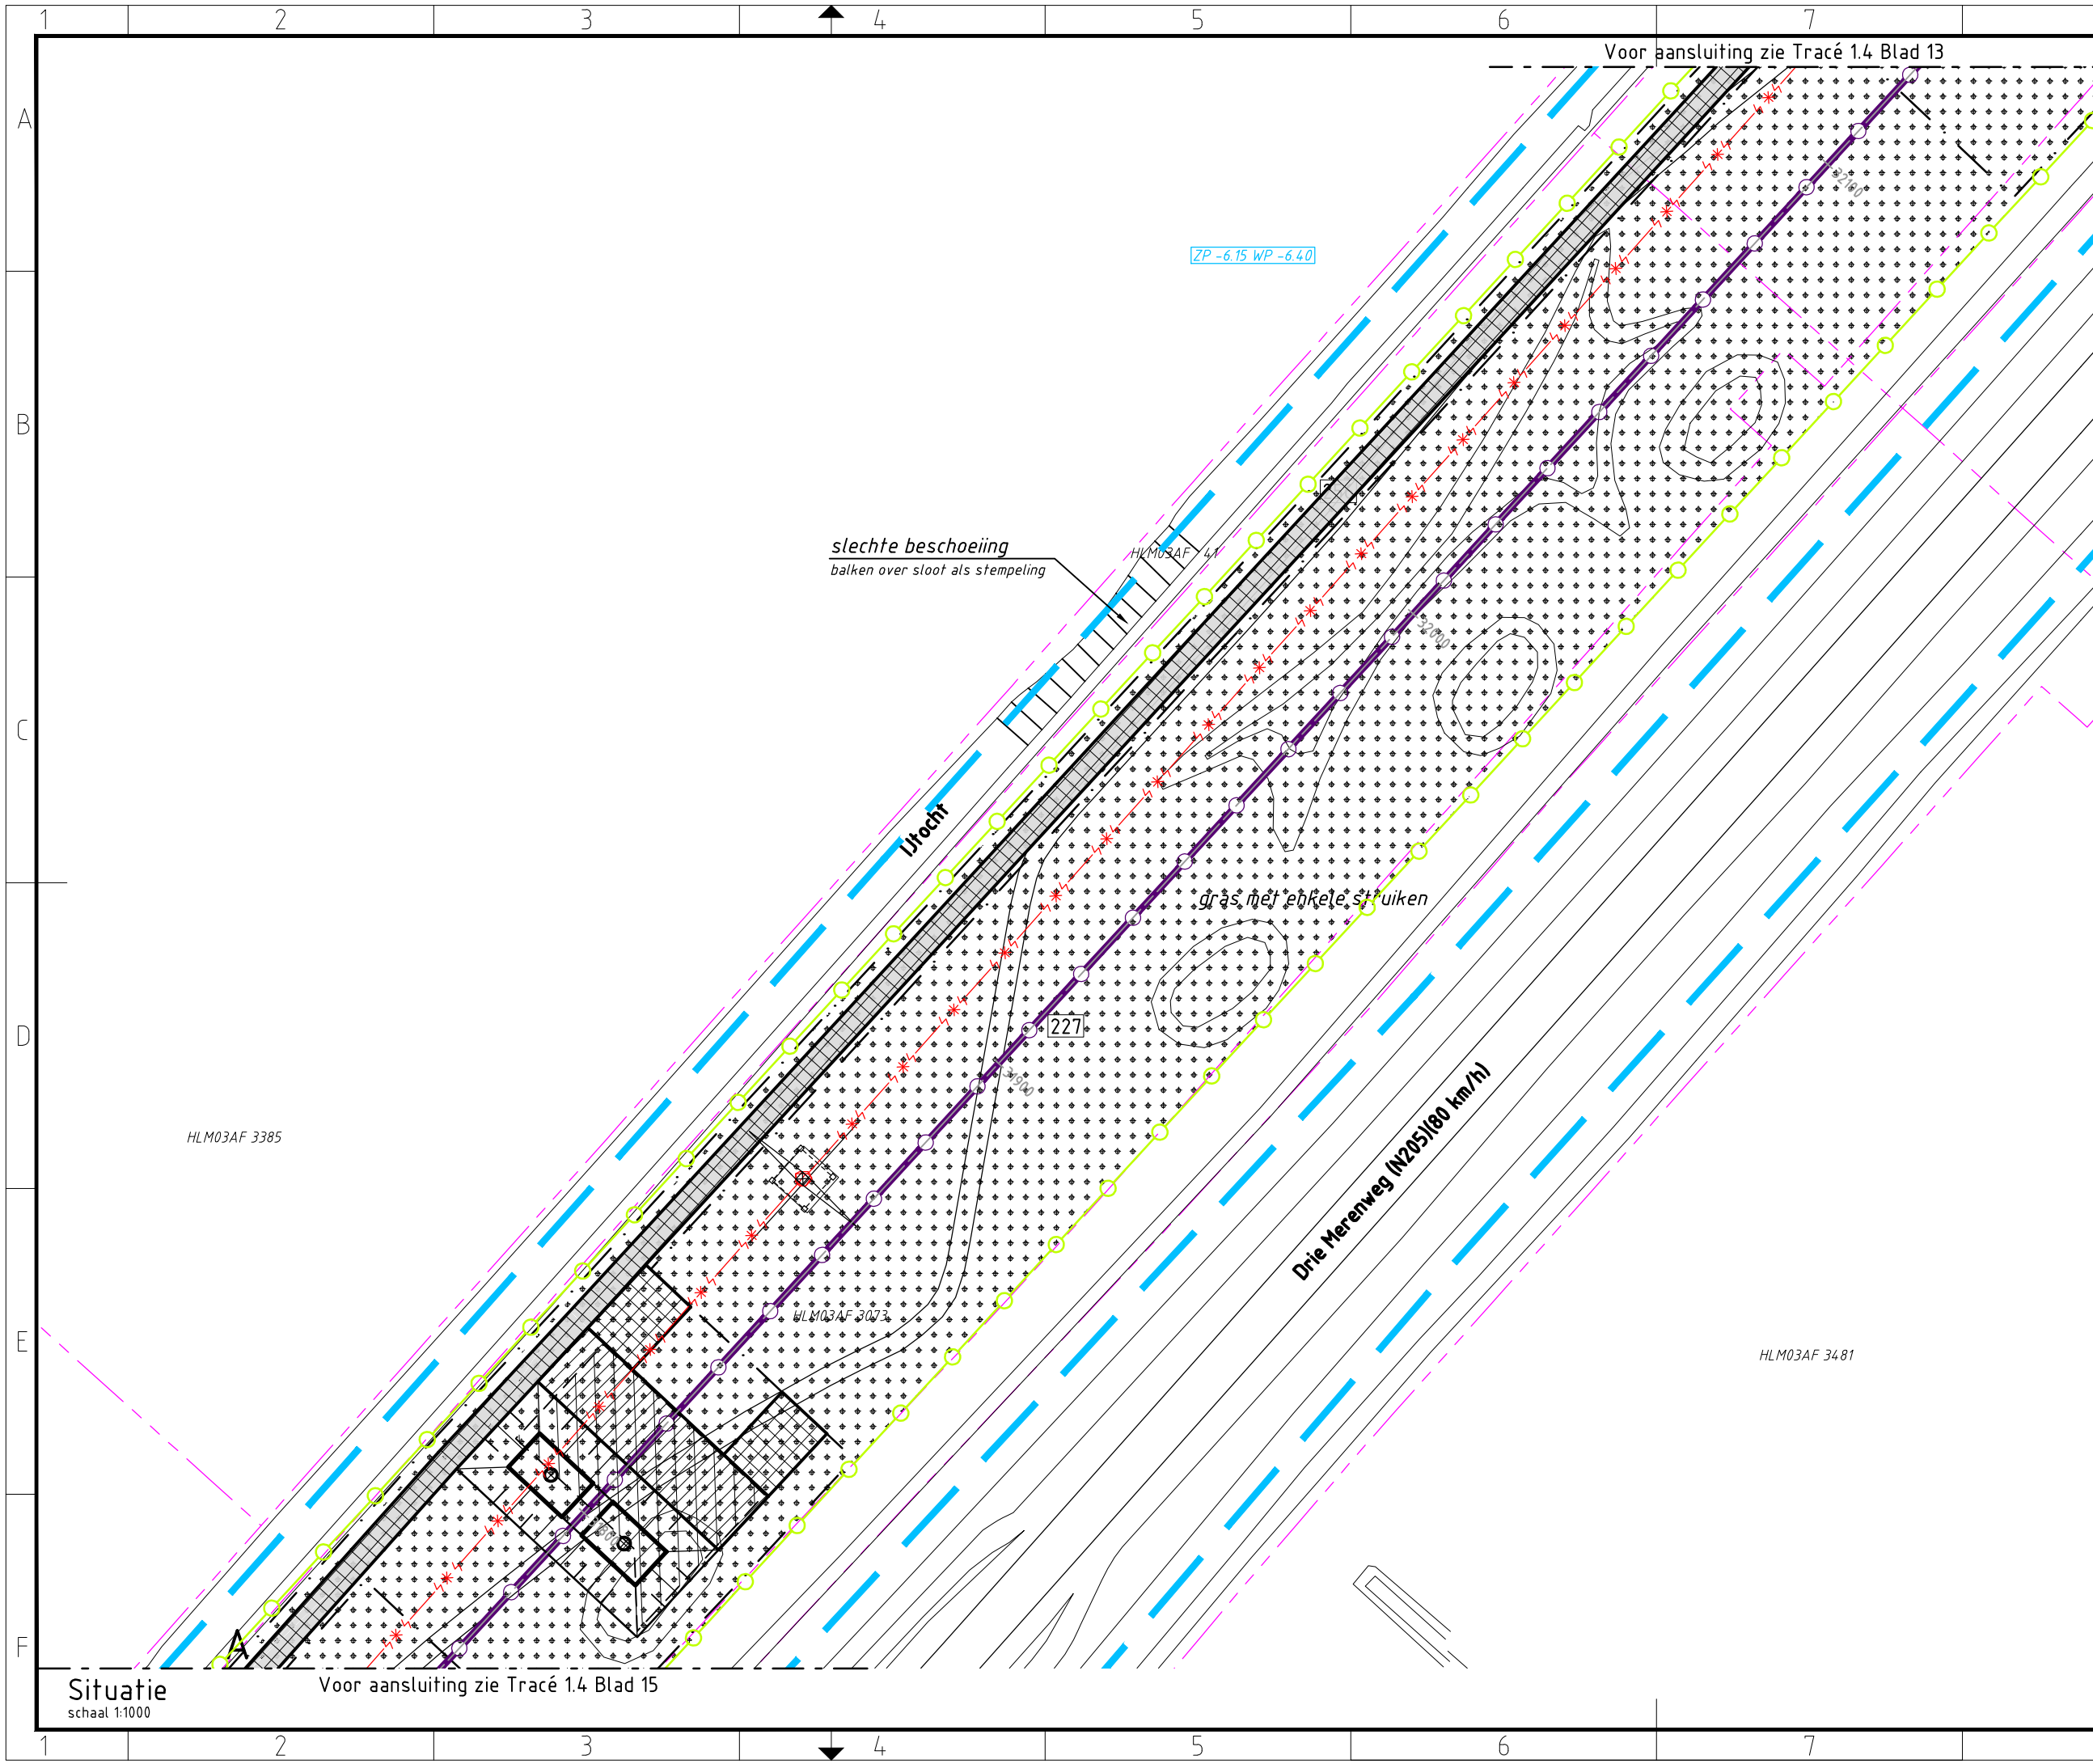 1 2 3 4 5 6 7
Voor aansluiting zie Tracé 1.4 Blad 13
A
32100
ZP -6.15 WP -6.40
B
slechte beschoeiing
balken over sloot als stempeling
HLM03AF 41
32000
C
IJtocht
gras met enkele struiken
D
227
31900
Drie Merenweg (N205)(80 km/h)
HLM03AF 3385
E
HLM03AF 3073
HLM03AF 3481
F
A
Situatie
schaal 1:1000
Voor aansluiting zie Tracé 1.4 Blad 15
1 2 3 4 5 6 7